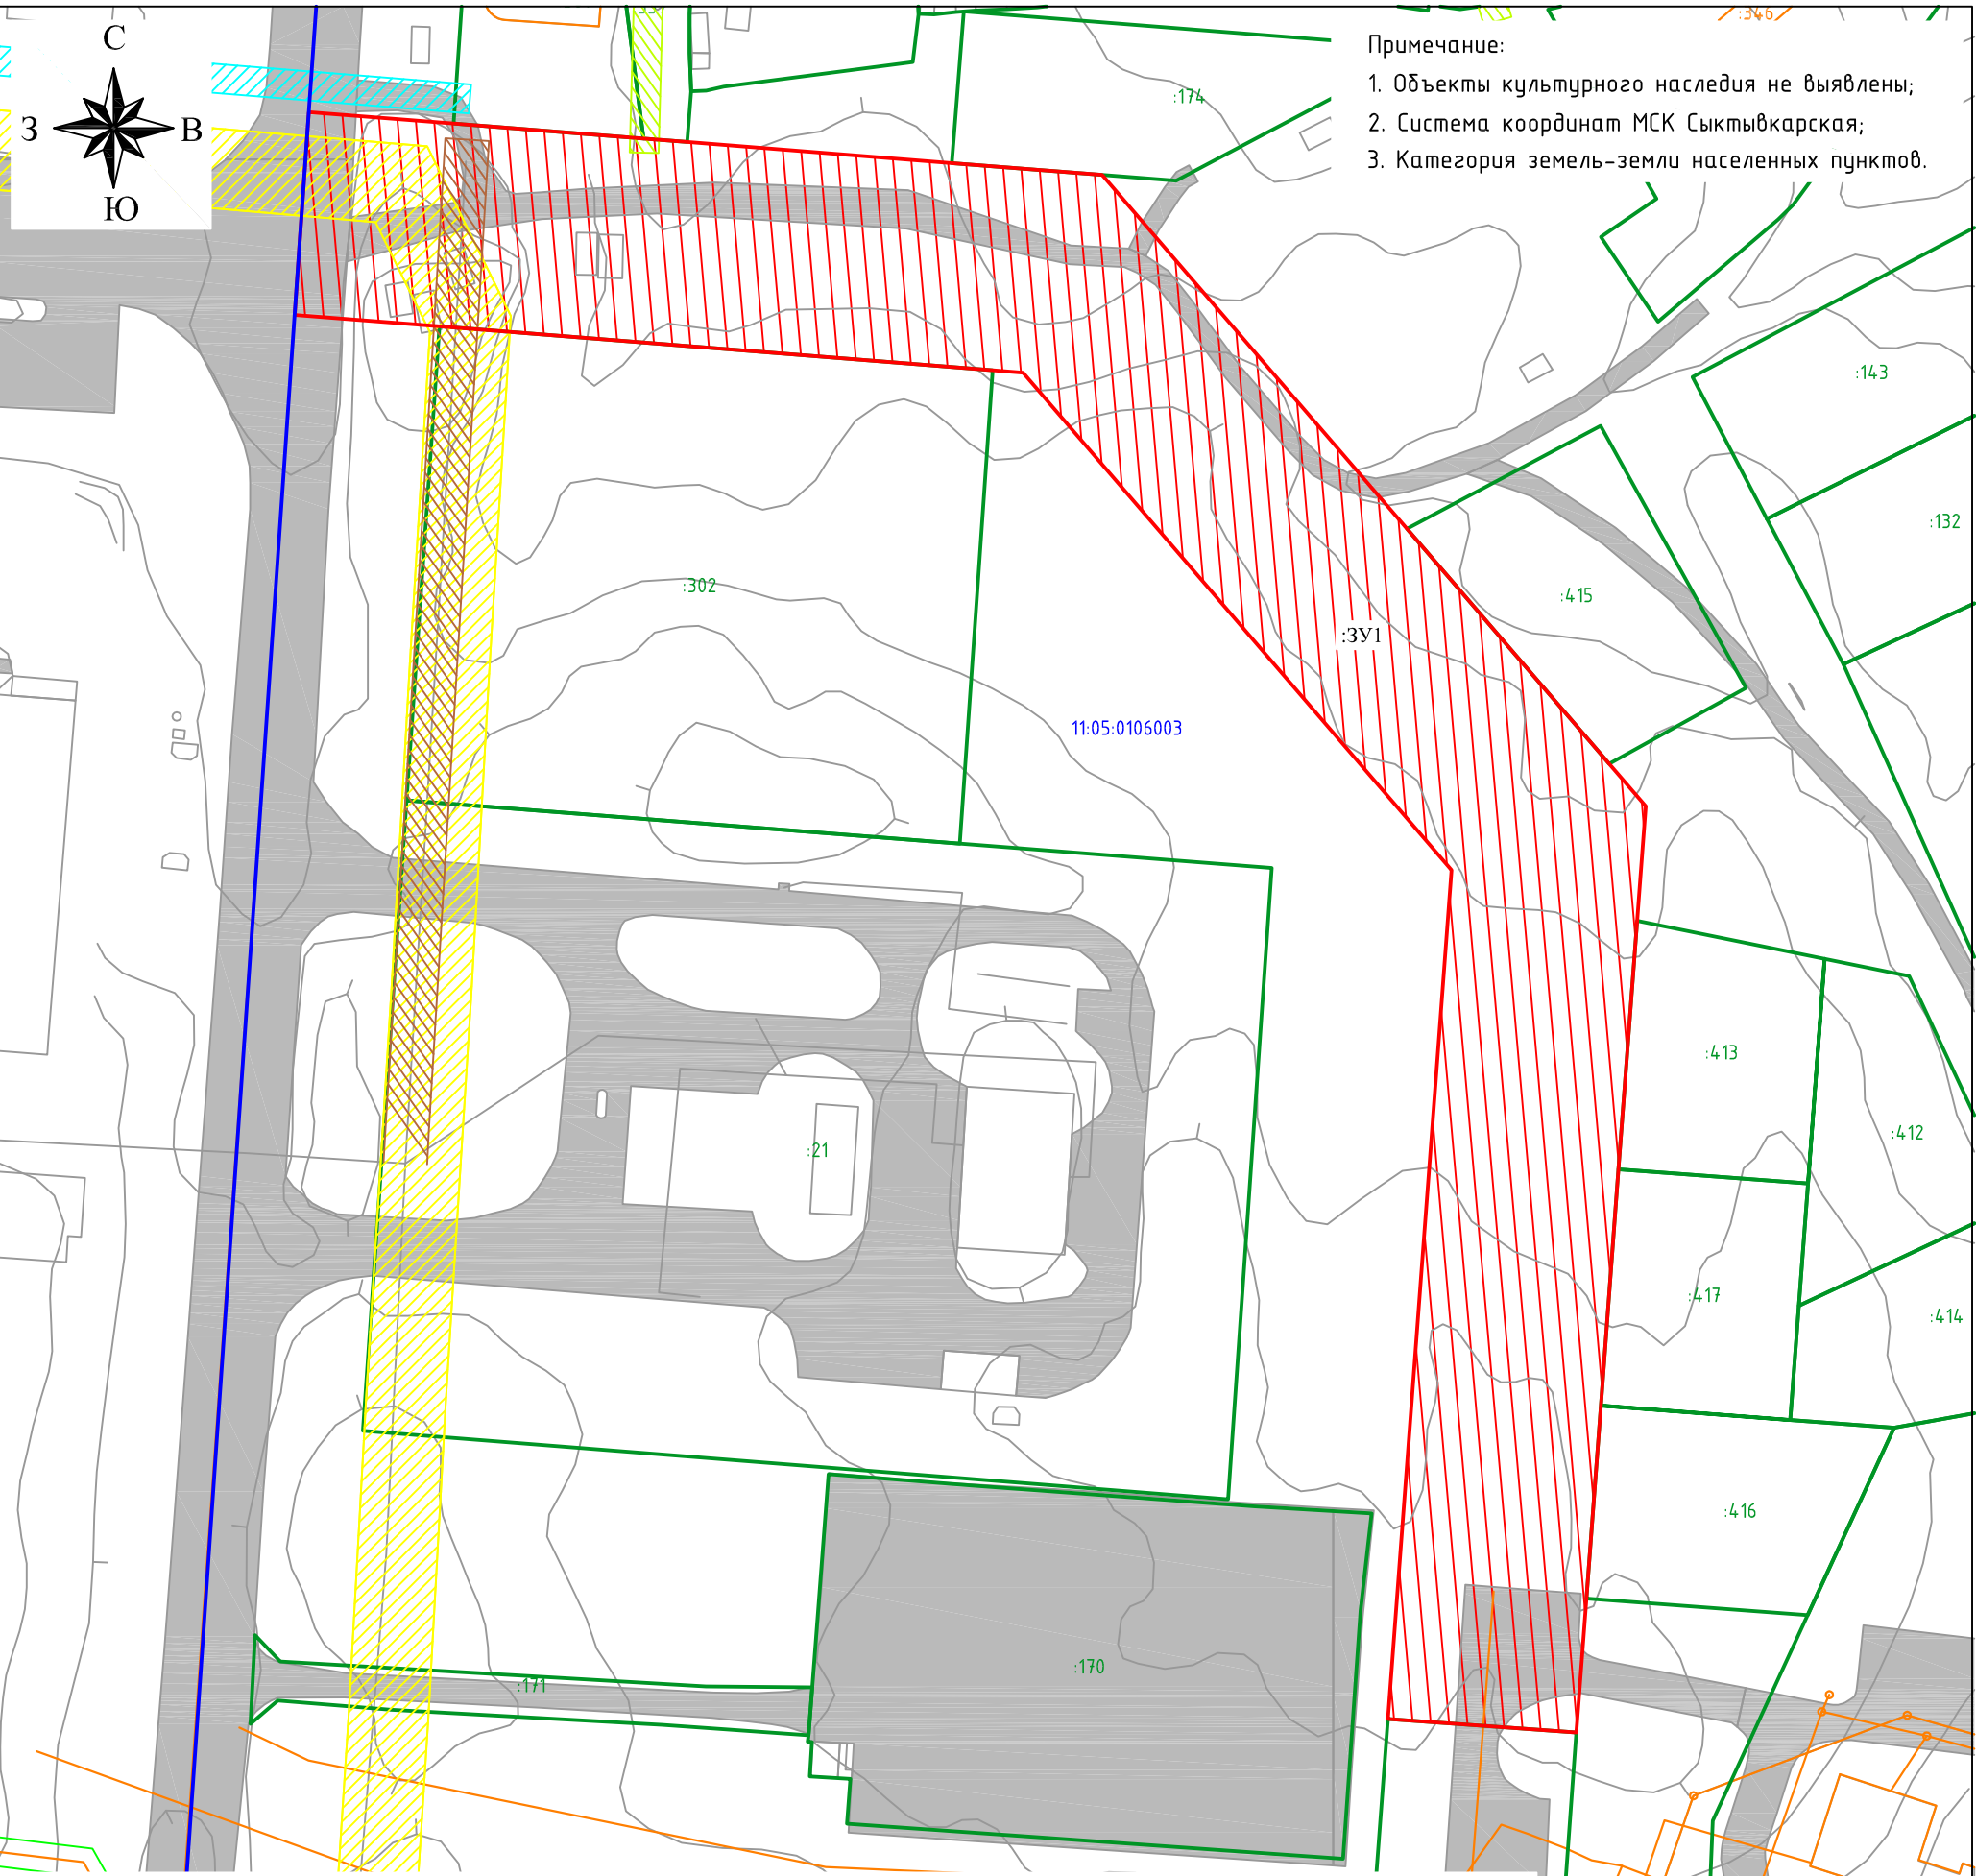 :346
С
З
В
Ю
Примечание:
1. Объекты культурного наследия не выявлены;
2. Система координат МСК Сыктывкарская;
3. Категория земель-земли населенных пунктов.
:174
:143
:132
:302
:415
:ЗУ1
11:05:0106003
:413
:412
:21
:417
:414
:416
:170
:171